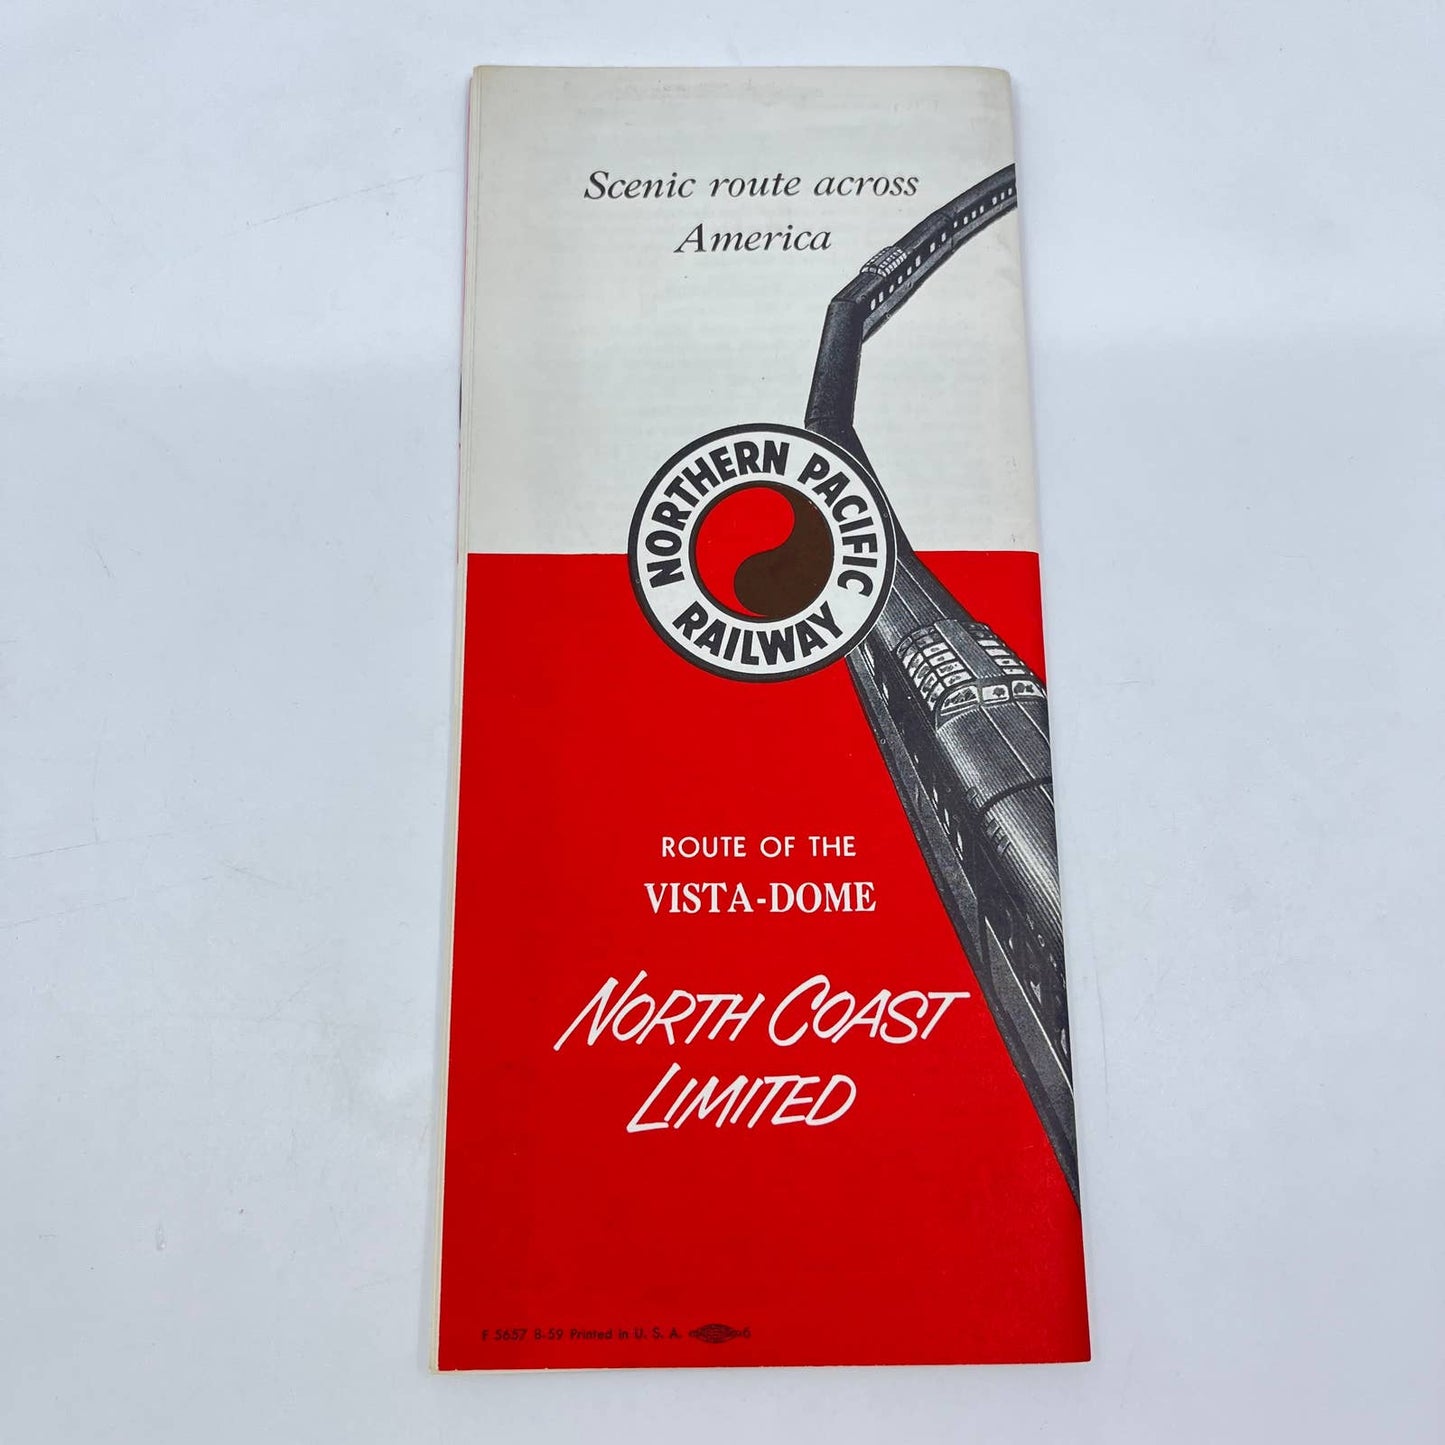 Scenic route across
America
NORTHERN PACIFIC
RAILWAY
ROUTE OF THE
VISTA-DOME
NORTH COAST
LIMITED
F 5657 8-59 Printed in U. S. A. 6